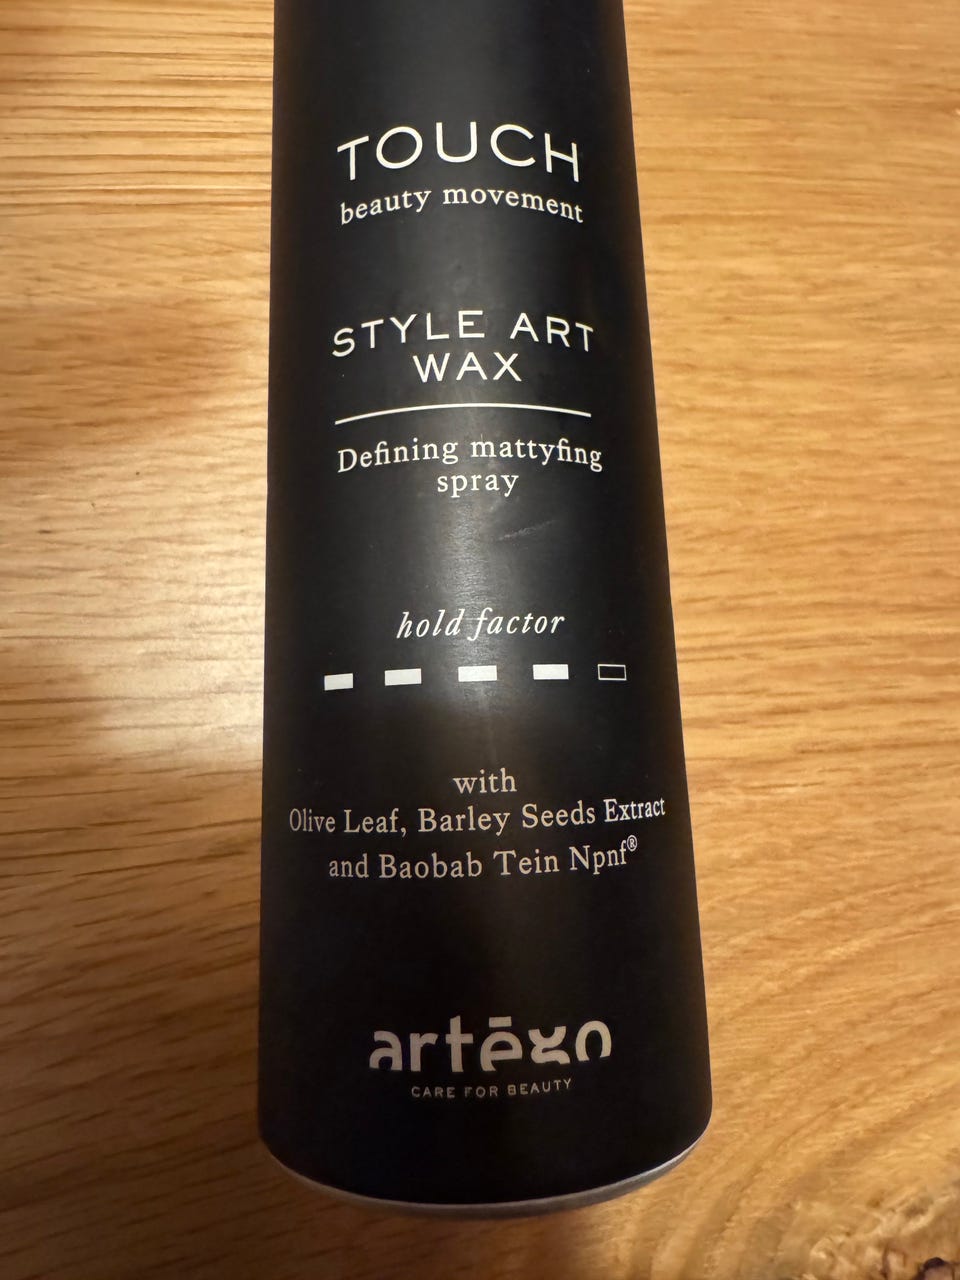 TOUCH
beauty movement
STYLE ART
WAX
Defining mattyfing
spray
hold factor
with
Olive Leaf, Barley Seeds Extract
and Baobab Tein Npnf®
artēgo
CARE FOR BEAUTY